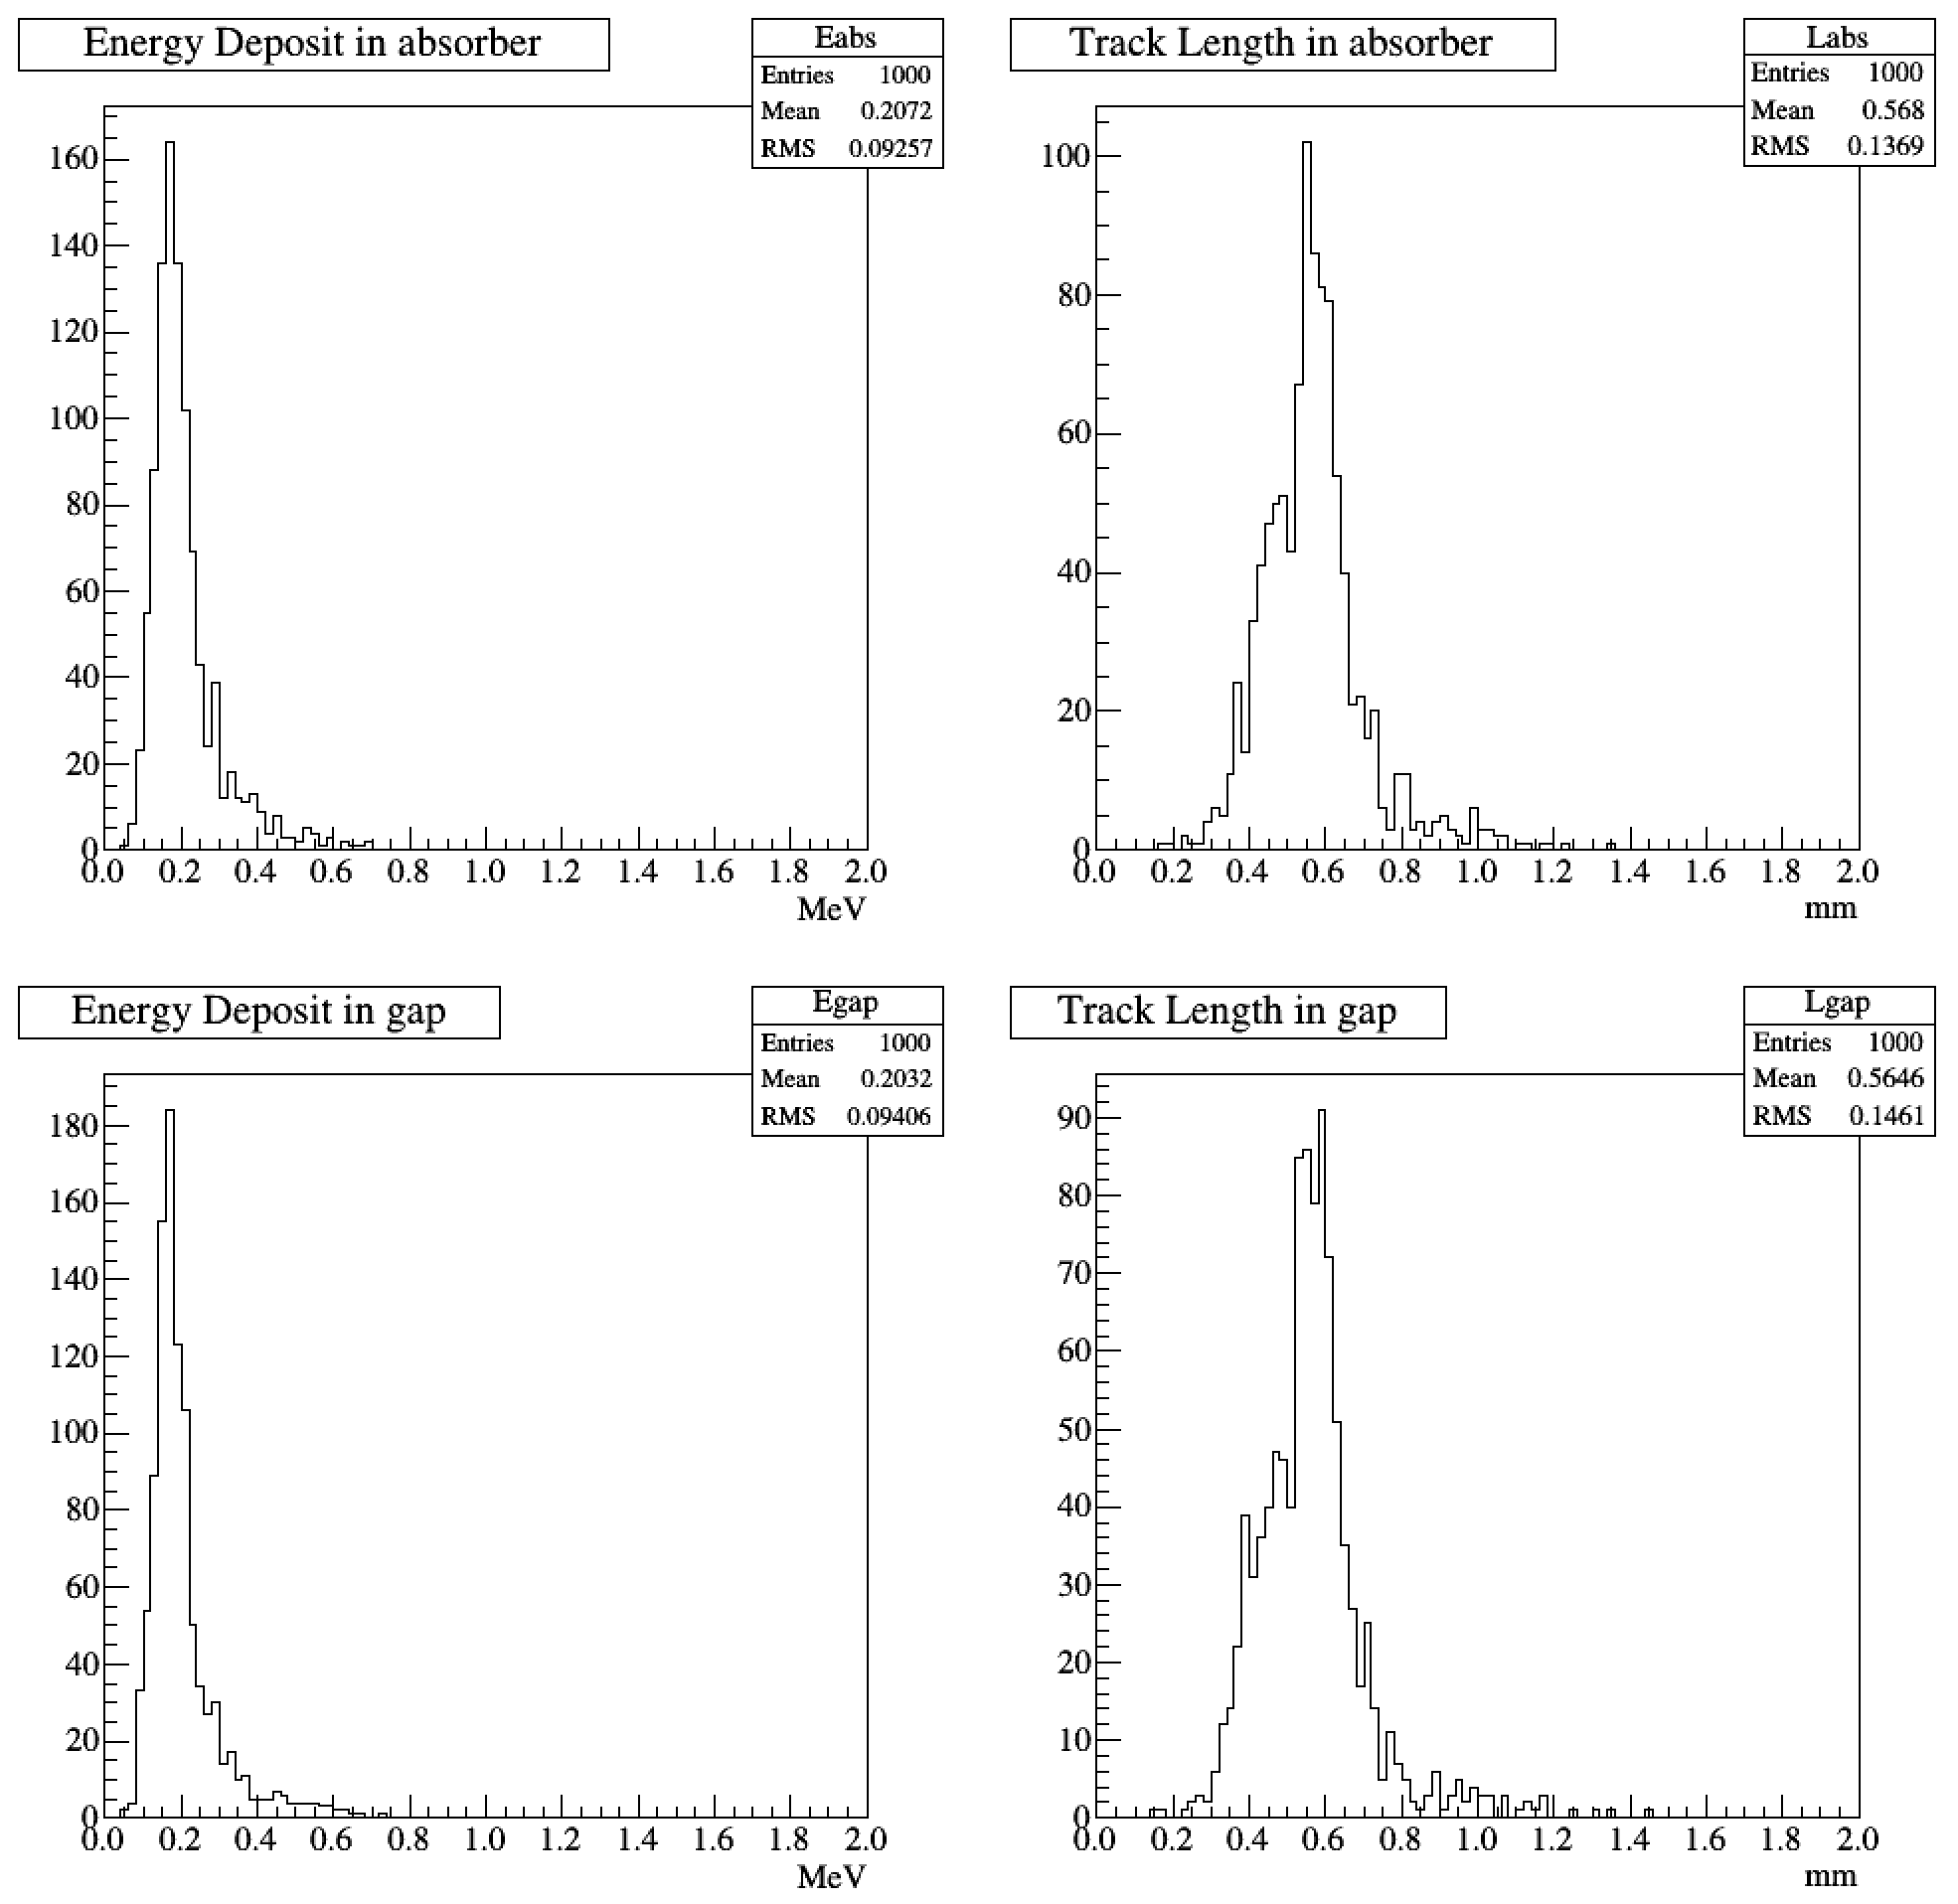 Energy Deposit in absorber
Eabs
Entries 1000
Mean 0.2072
RMS 0.09257
160
140
120
100
80
60
40
20
0
0.0 0.2 0.4 0.6 0.8 1.0 1.2 1.4 1.6 1.8 2.0
MeV
Track Length in absorber
Labs
Entries 1000
Mean 0.568
RMS 0.1369
100
80
60
40
20
0
0.0 0.2 0.4 0.6 0.8 1.0 1.2 1.4 1.6 1.8 2.0
mm
Energy Deposit in gap
Egap
Entries 1000
Mean 0.2032
RMS 0.09406
180
160
140
120
100
80
60
40
20
0
0.0 0.2 0.4 0.6 0.8 1.0 1.2 1.4 1.6 1.8 2.0
MeV
Track Length in gap
Lgap
Entries 1000
Mean 0.5646
RMS 0.1461
90
80
70
60
50
40
30
20
10
0
0.0 0.2 0.4 0.6 0.8 1.0 1.2 1.4 1.6 1.8 2.0
mm